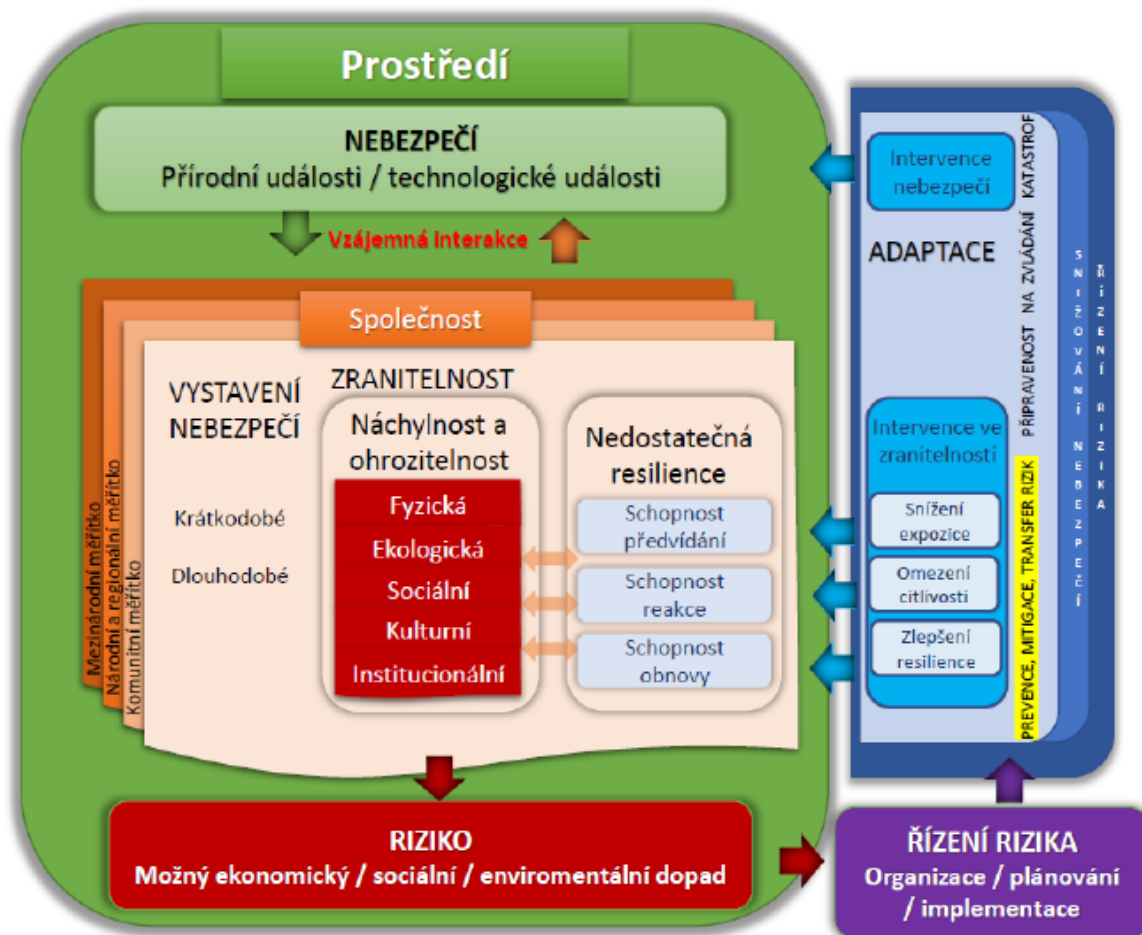 Prostředí
NEBEZPEČÍ
Přírodní události / technologické události
Vzájemná interakce
Společnost
Mezinárodní měřítko
Národní a regionální měřítko
Komunitní měřítko
VYSTAVENÍ
NEBEZPEČÍ
Krátkodobé
Dlouhodobé
ZRANITELNOST
Náchylnost a
ohrozitelnost
Fyzická
Ekologická
Sociální
Kulturní
Institucionální
Nedostatečná
resilience
Schopnost
předvídání
Schopnost
reakce
Schopnost
obnovy
RIZIKO
Možný ekonomický / sociální / enviromentální dopad
Intervence
nebezpečí
ADAPTACE
Intervence ve
zranitelnosti
Snížení
expozice
Omezení
citlivosti
Zlepšení
resilience
PREVENCE, MITIGACE, TRANSFER RIZIK PŘIPRAVENOST NA ZVLÁDÁNÍ KATASTROF
SNIŽOVÁNÍ NEBEZPEČÍ
ŘÍZENÍ RIZIKA
ŘÍZENÍ RIZIKA
Organizace / plánování
/ implementace